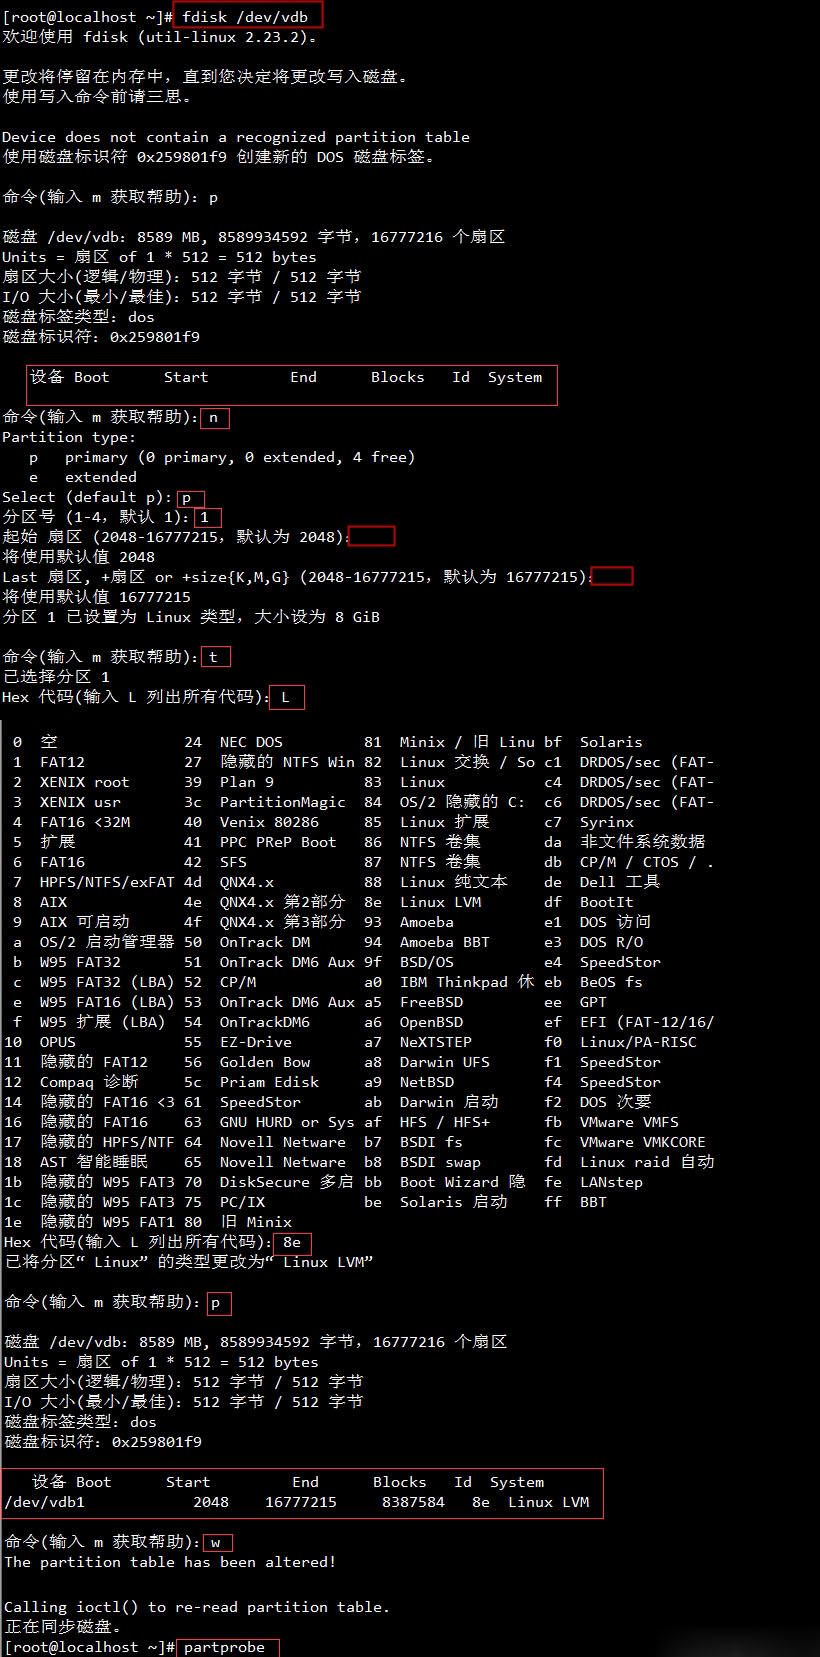 [root@localhost ~]# fdisk /dev/vdb
欢迎使用 fdisk (util-linux 2.23.2)。
更改将停留在内存中，直到您决定将更改写入磁盘。
使用写入命令前请三思。
Device does not contain a recognized partition table
使用磁盘标识符 0x259801f9 创建新的 DOS 磁盘标签。
命令(输入 m 获取帮助)：p
磁盘 /dev/vdb：8589 MB, 8589934592 字节，16777216 个扇区
Units = 扇区 of 1 * 512 = 512 bytes
扇区大小(逻辑/物理)：512 字节 / 512 字节
I/O 大小(最小/最佳)：512 字节 / 512 字节
磁盘标签类型：dos
磁盘标识符：0x259801f9
设备 Boot      Start         End      Blocks   Id  System
命令(输入 m 获取帮助)：n
Partition type:
p   primary (0 primary, 0 extended, 4 free)
e   extended
Select (default p): p
分区号 (1-4，默认 1)：1
起始 扇区 (2048-16777215，默认为 2048)：
将使用默认值 2048
Last 扇区, +扇区 or +size{K,M,G} (2048-16777215，默认为 16777215)：
将使用默认值 16777215
分区 1 已设置为 Linux 类型，大小设为 8 GiB
命令(输入 m 获取帮助)：t
已选择分区 1
Hex 代码(输入 L 列出所有代码)：L
0  空              24  NEC DOS         81  Minix / 旧 Linu bf  Solaris
1  FAT12           27  隐藏的 NTFS Win 82  Linux 交换 / So c1  DRDOS/sec (FAT-
2  XENIX root      39  Plan 9          83  Linux           c4  DRDOS/sec (FAT-
3  XENIX usr       3c  PartitionMagic  84  OS/2 隐藏的 C:  c6  DRDOS/sec (FAT-
4  FAT16 <32M      40  Venix 80286     85  Linux 扩展      c7  Syrinx
5  扩展            41  PPC PReP Boot   86  NTFS 卷集       da  非文件系统数据
6  FAT16           42  SFS             87  NTFS 卷集       db  CP/M / CTOS / .
7  HPFS/NTFS/exFAT 4d  QNX4.x          88  Linux 纯文本    de  Dell 工具
8  AIX             4e  QNX4.x 第2部分  8e  Linux LVM       df  BootIt
9  AIX 可启动      4f  QNX4.x 第3部分  93  Amoeba          e1  DOS 访问
a  OS/2 启动管理器 50  OnTrack DM      94  Amoeba BBT      e3  DOS R/O
b  W95 FAT32       51  OnTrack DM6 Aux 9f  BSD/OS          e4  SpeedStor
c  W95 FAT32 (LBA) 52  CP/M            a0  IBM Thinkpad 休 eb  BeOS fs
e  W95 FAT16 (LBA) 53  OnTrack DM6 Aux a5  FreeBSD         ee  GPT
f  W95 扩展 (LBA)  54  OnTrackDM6      a6  OpenBSD         ef  EFI (FAT-12/16/
10  OPUS            55  EZ-Drive        a7  NeXTSTEP        f0  Linux/PA-RISC
11  隐藏的 FAT12    56  Golden Bow      a8  Darwin UFS      f1  SpeedStor
12  Compaq 诊断     5c  Priam Edisk     a9  NetBSD          f4  SpeedStor
14  隐藏的 FAT16 <3 61  SpeedStor       ab  Darwin 启动     f2  DOS 次要
16  隐藏的 FAT16    63  GNU HURD or Sys af  HFS / HFS+      fb  VMware VMFS
17  隐藏的 HPFS/NTF 64  Novell Netware  b7  BSDI fs         fc  VMware VMKCORE
18  AST 智能睡眠    65  Novell Netware  b8  BSDI swap       fd  Linux raid 自动
1b  隐藏的 W95 FAT3 70  DiskSecure 多启 bb  Boot Wizard 隐  fe  LANstep
1c  隐藏的 W95 FAT3 75  PC/IX           be  Solaris 启动    ff  BBT
1e  隐藏的 W95 FAT1 80  旧 Minix
Hex 代码(输入 L 列出所有代码)：8e
已将分区“ Linux” 的类型更改为“ Linux LVM”
命令(输入 m 获取帮助)：p
磁盘 /dev/vdb：8589 MB, 8589934592 字节，16777216 个扇区
Units = 扇区 of 1 * 512 = 512 bytes
扇区大小(逻辑/物理)：512 字节 / 512 字节
I/O 大小(最小/最佳)：512 字节 / 512 字节
磁盘标签类型：dos
磁盘标识符：0x259801f9
设备 Boot      Start         End      Blocks   Id  System
/dev/vdb1            2048    16777215     8387584   8e  Linux LVM
命令(输入 m 获取帮助)：w
The partition table has been altered!
Calling ioctl() to re-read partition table.
正在同步磁盘。
[root@localhost ~]# partprobe